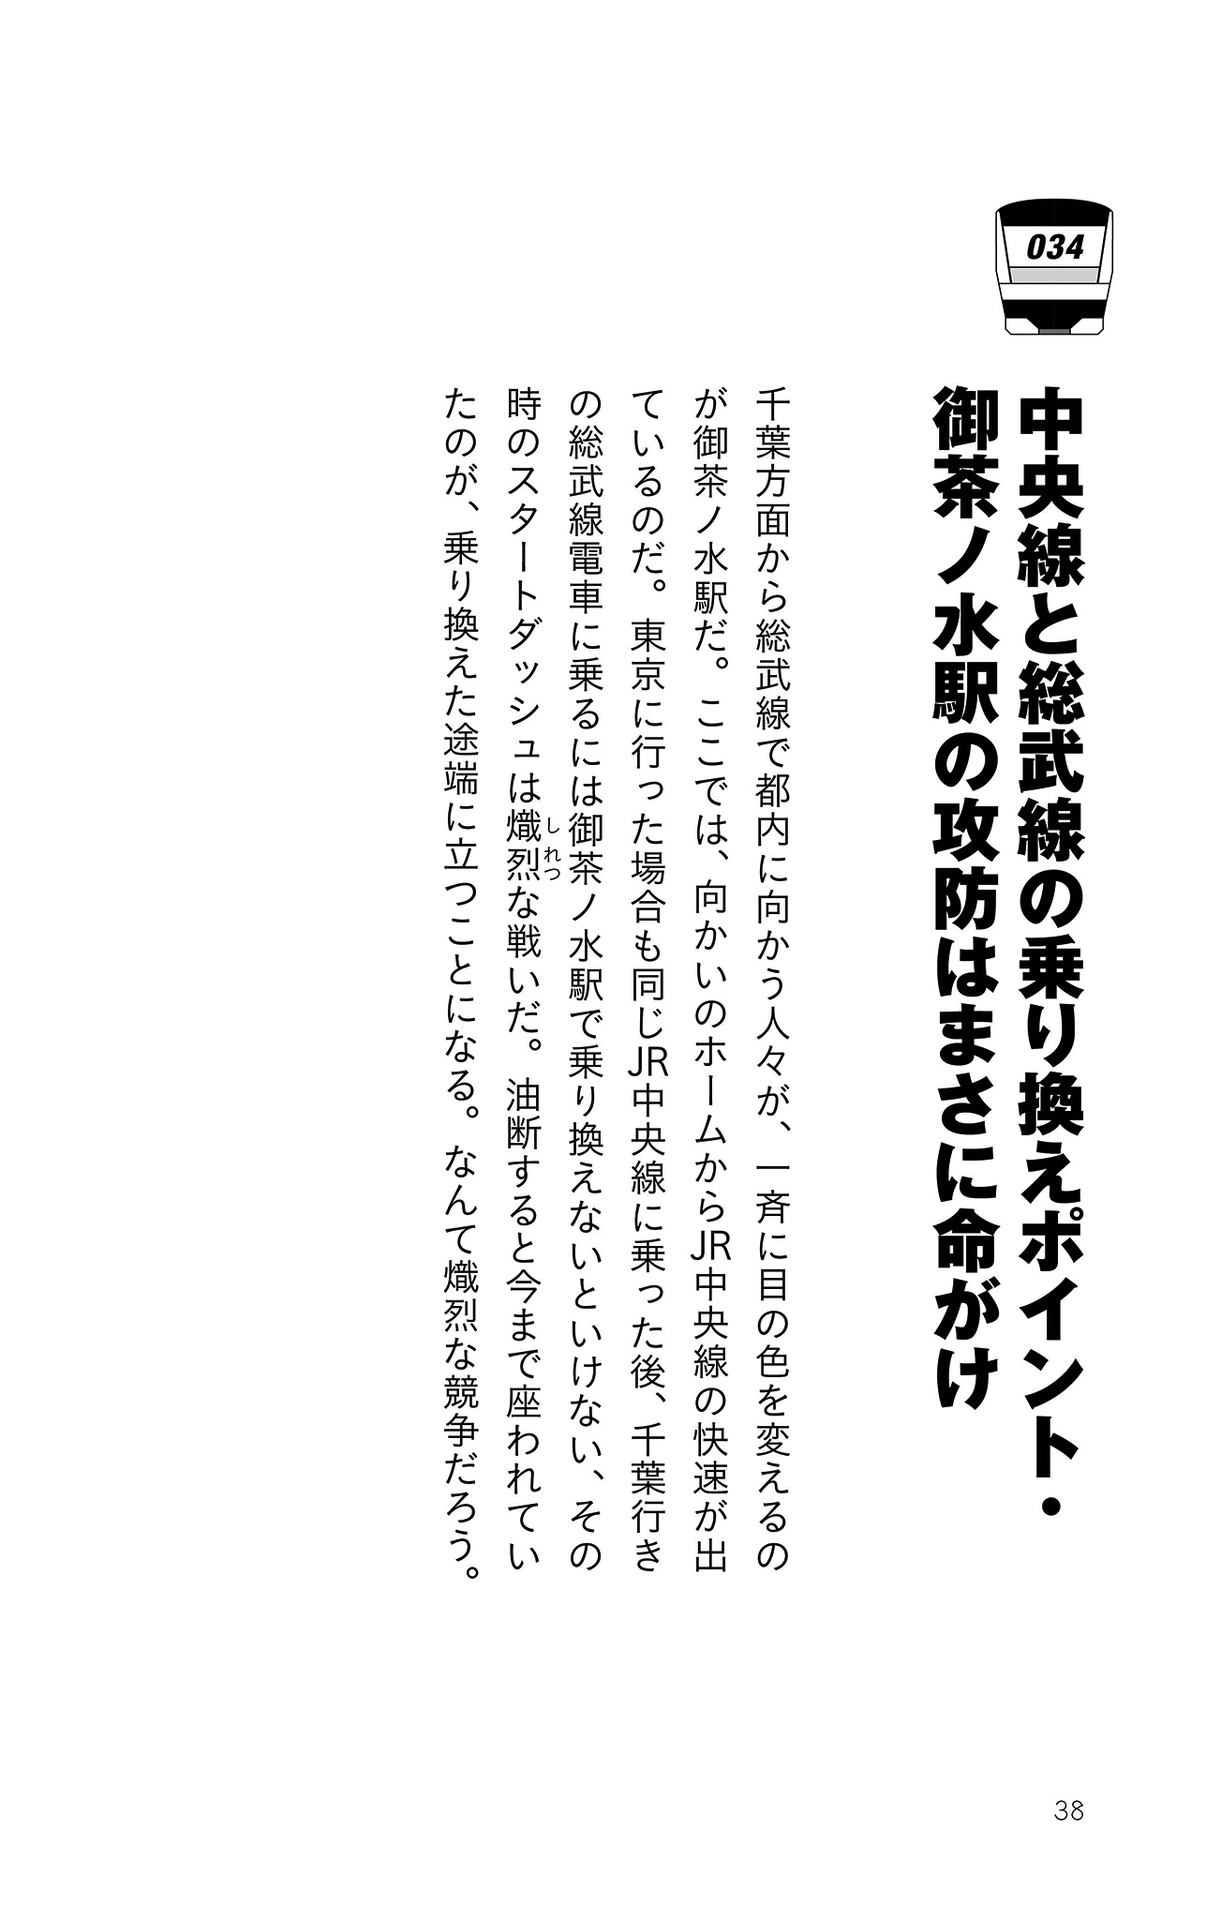 034
中央線と総武線の乗り換えポイント・
御茶ノ水駅の攻防はまさに命がけ
千葉方面から総武線で都内に向かう人々が、一斉に目の色を変えるの
が御茶ノ水駅だ。ここでは、向かいのホームからJR中央線の快速が出
ているのだ。東京に行った場合も同じJR中央線に乗った後、千葉行き
の総武線電車に乗るには御茶ノ水駅で乗り換えないといけない、その
しれつ
時のスタートダッシュは熾烈な戦いだ。油断すると今まで座われてい
たのが、乗り換えた途端に立つことになる。なんて熾烈な競争だろう。
38